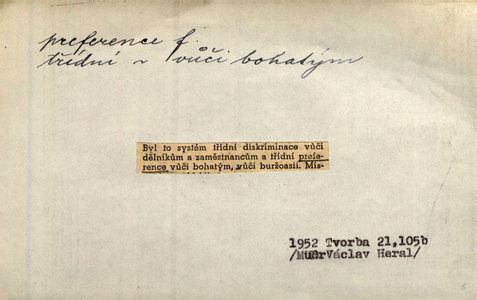 preference f.
třídní ~ vůči bohatým
Byl to systém třídní diskriminace vůči
dělníkům a zaměstnancům a třídní prefe-
rence vůči bohatým, vůči buržoasii. Mís-
1952 Tvorba 21,105b
/MUDr Václav Heral/